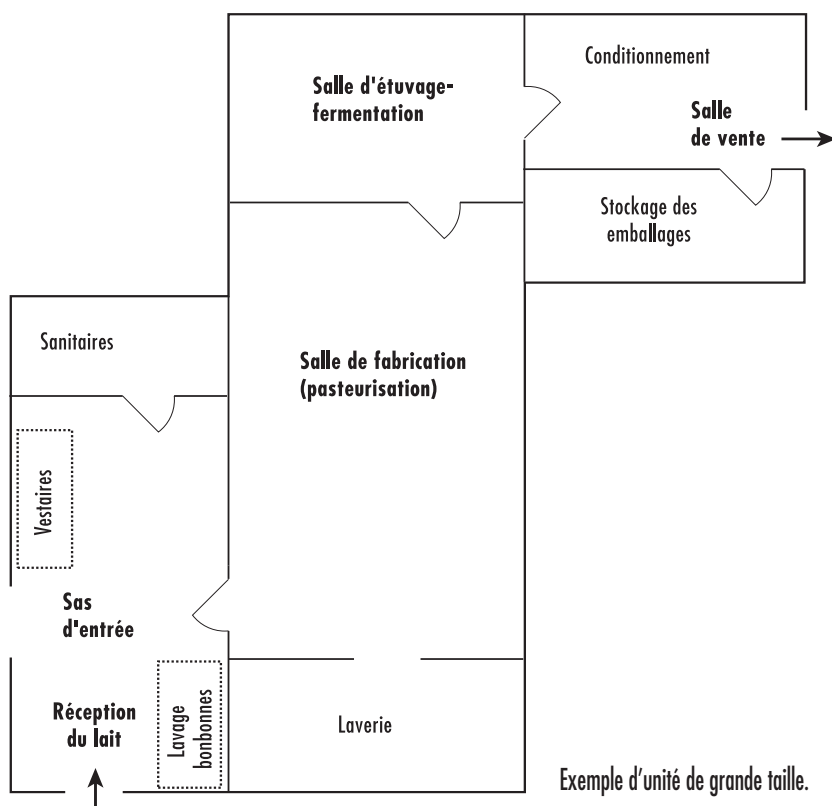 Conditionnement
Salle d'étuvage-
fermentation
Salle
de vente
Stockage des
emballages
Sanitaires
Salle de fabrication
(pasteurisation)
Vestiaires
Sas
d'entrée
Réception
du lait
Lavage
bonbonnes
Laverie
Exemple d'unité de grande taille.